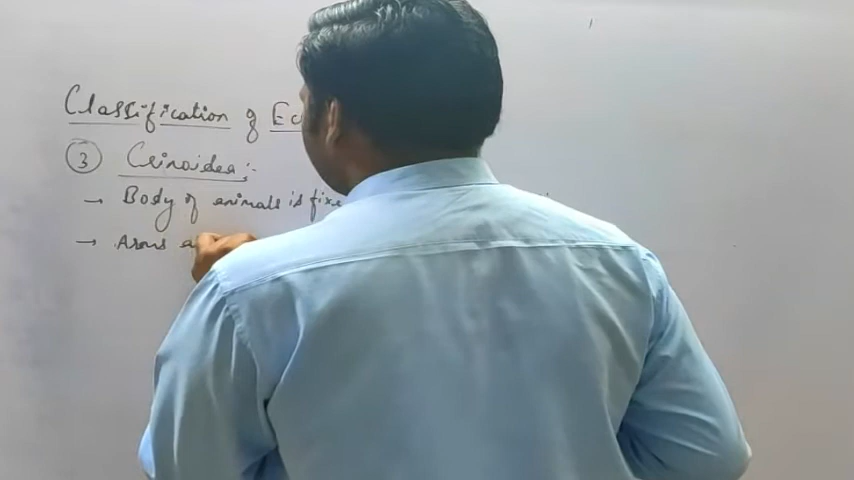 Classification of Ec
③ Crinoidea:-
→ Body of animals is fixe
→ Arms a